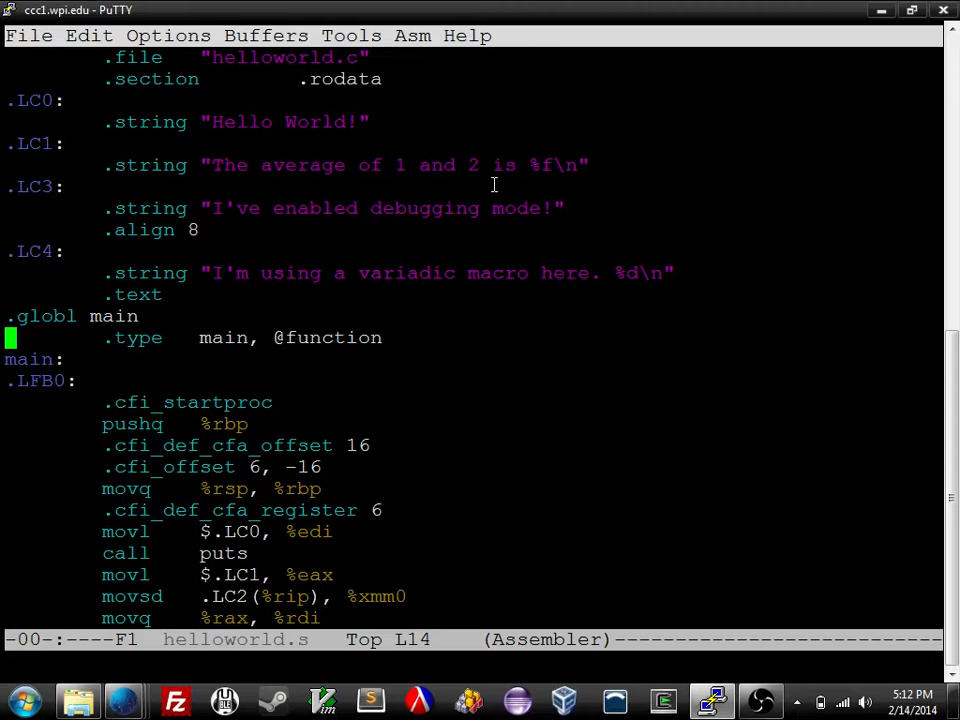 ccc1.wpi.edu - PuTTY
File Edit Options Buffers Tools Asm Help
.file "helloworld.c"
.section .rodata
.LC0:
.string "Hello World!"
.LC1:
.string "The average of 1 and 2 is %f\n"
.LC3:
.string "I've enabled debugging mode!"
.align 8
.LC4:
.string "I'm using a variadic macro here. %d\n"
.text
.globl main
.type main, @function
main:
.LFB0:
.cfi_startproc
pushq %rbp
.cfi_def_cfa_offset 16
.cfi_offset 6, -16
movq %rsp, %rbp
.cfi_def_cfa_register 6
movl $.LC0, %edi
call puts
movl $.LC1, %eax
movsd .LC2(%rip), %xmm0
movq %rax, %rdi
-00-:----F1 helloworld.s Top L14 (Assembler)----------------------------
5:12 PM
2/14/2014